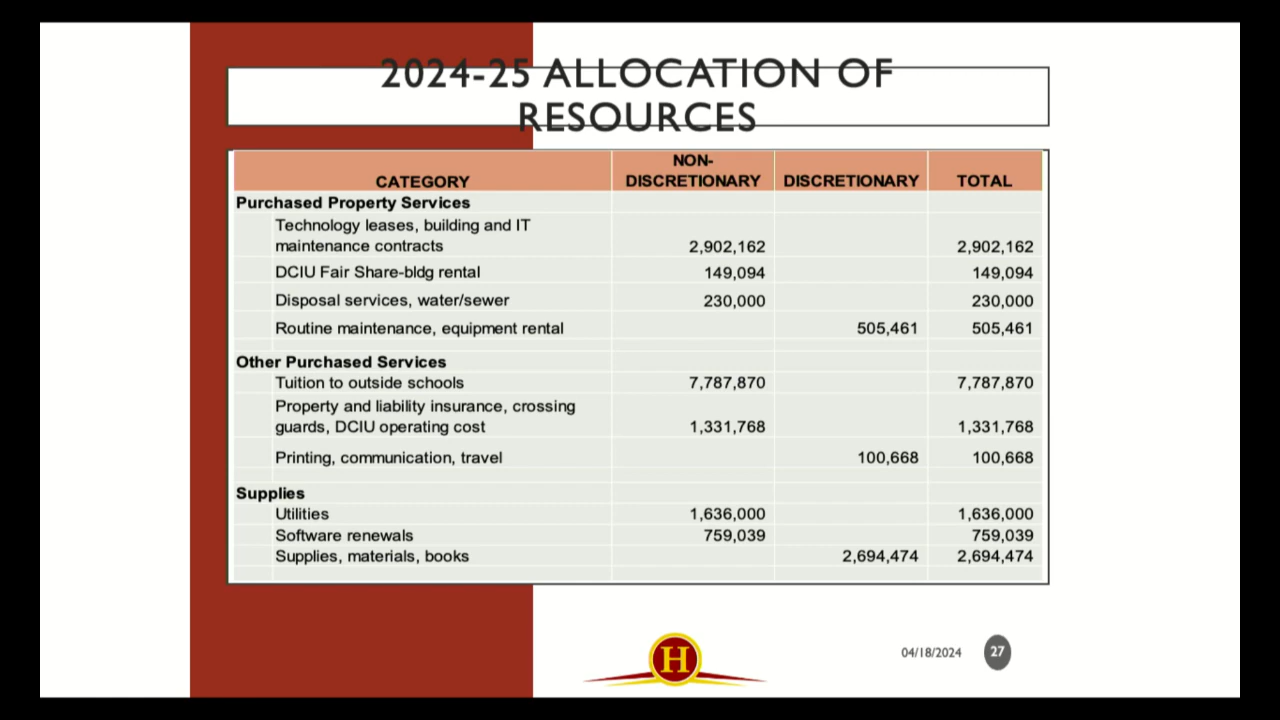 2024-25 ALLOCATION OF
RESOURCES
CATEGORY NON-DISCRETIONARY DISCRETIONARY TOTAL
Purchased Property Services
Technology leases, building and IT
maintenance contracts 2,902,162 2,902,162
DCIU Fair Share-bldg rental 149,094 149,094
Disposal services, water/sewer 230,000 230,000
Routine maintenance, equipment rental 505,461 505,461
Other Purchased Services
Tuition to outside schools 7,787,870 7,787,870
Property and liability insurance, crossing
guards, DCIU operating cost 1,331,768 1,331,768
Printing, communication, travel 100,668 100,668
Supplies
Utilities 1,636,000 1,636,000
Software renewals 759,039 759,039
Supplies, materials, books 2,694,474 2,694,474
H
04/18/2024 27